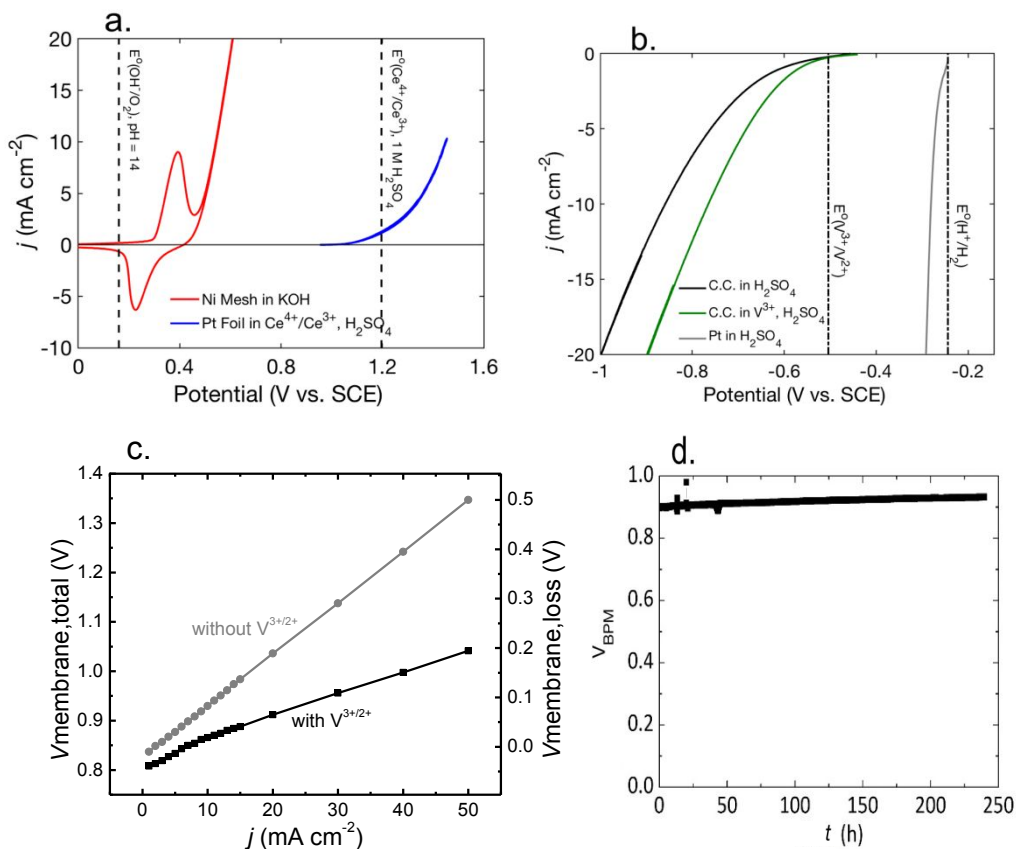 a.
j (mA cm⁻²)
20
15
10
5
0
-5
-10
E°(OH⁻/O₂), pH = 14
E°(Ce⁴⁺/Ce³⁺), 1 M H₂SO₄
Ni Mesh in KOH
Pt Foil in Ce⁴⁺/Ce³⁺, H₂SO₄
0 0.4 0.8 1.2 1.6
Potential (V vs. SCE)
b.
j (mA cm⁻²)
0
-5
-10
-15
-20
E°(V³⁺/V²⁺)
E°(H⁺/H₂)
C.C. in H₂SO₄
C.C. in V³⁺, H₂SO₄
Pt in H₂SO₄
-1 -0.8 -0.6 -0.4 -0.2
Potential (V vs. SCE)
c.
Vmembrane,total (V)
1.4
1.3
1.2
1.1
1.0
0.9
0.8
without V³⁺/²⁺
with V³⁺/²⁺
0.5
0.4
0.3
0.2
0.1
0.0
Vmembrane,loss (V)
0 10 20 30 40 50
j (mA cm⁻²)
d.
V_BPM
1.0
0.9
0.8
0.6
0.4
0.3
0.1
0.0
0 50 100 150 200 250
t (h)